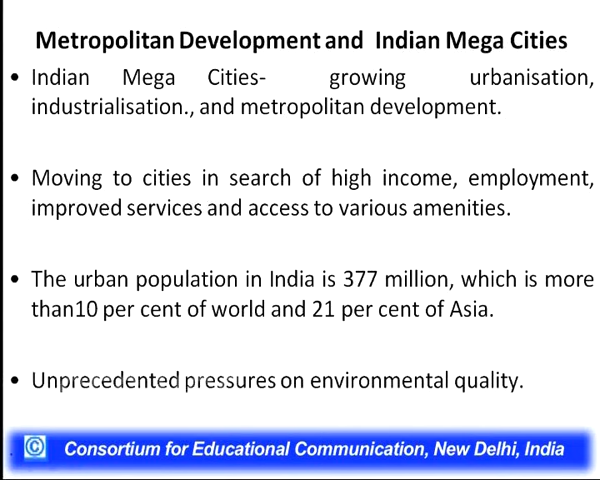 Metropolitan Development and Indian Mega Cities
• Indian Mega Cities- growing urbanisation,
industrialisation., and metropolitan development.
• Moving to cities in search of high income, employment,
improved services and access to various amenities.
• The urban population in India is 377 million, which is more
than10 per cent of world and 21 per cent of Asia.
• Unprecedented pressures on environmental quality.
© Consortium for Educational Communication, New Delhi, India